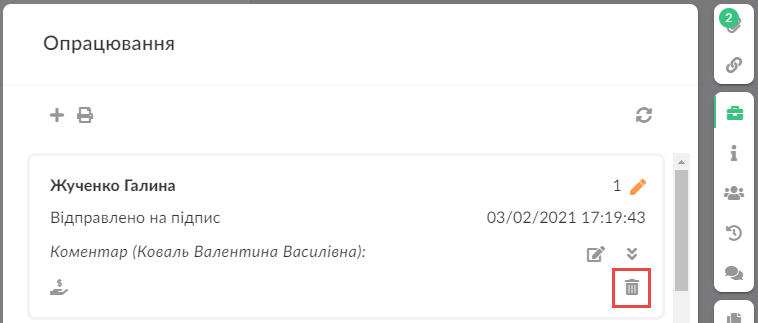 2
Опрацювання
Жученко Галина 1
Відправлено на підпис 03/02/2021 17:19:43
Коментар (Коваль Валентина Василівна):